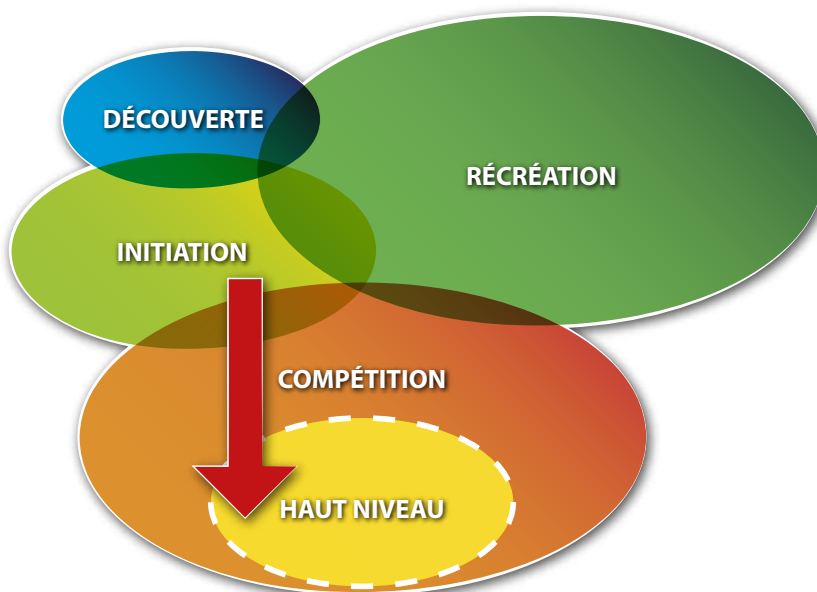 DÉCOUVERTE
RÉCRÉATION
INITIATION
COMPÉTITION
HAUT NIVEAU